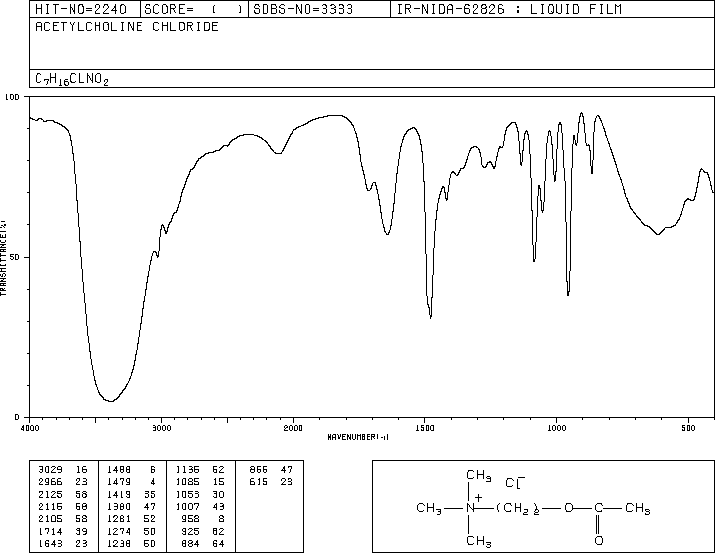 HIT-NO=2240 SCORE= ( ) SDBS-NO=3333 IR-NIDA-62826 : LIQUID FILM
ACETYLCHOLINE CHLORIDE
C7H16CLNO2
100
50
0
TRANSMITTANCE(%)
4000 3000 2000 1500 1000 500
WAVENUMBER(-1)
3029 16 1488 6 1136 62 866 47
2966 23 1479 4 1085 15 615 23
2125 58 1419 35 1053 30
2116 60 1380 47 1007 43
2105 58 1281 52 958 8
1714 39 1274 50 925 62
1643 23 1238 50 884 64
CH3 Cl-
CH3 N+ (CH2)2 O C CH3
CH3 O